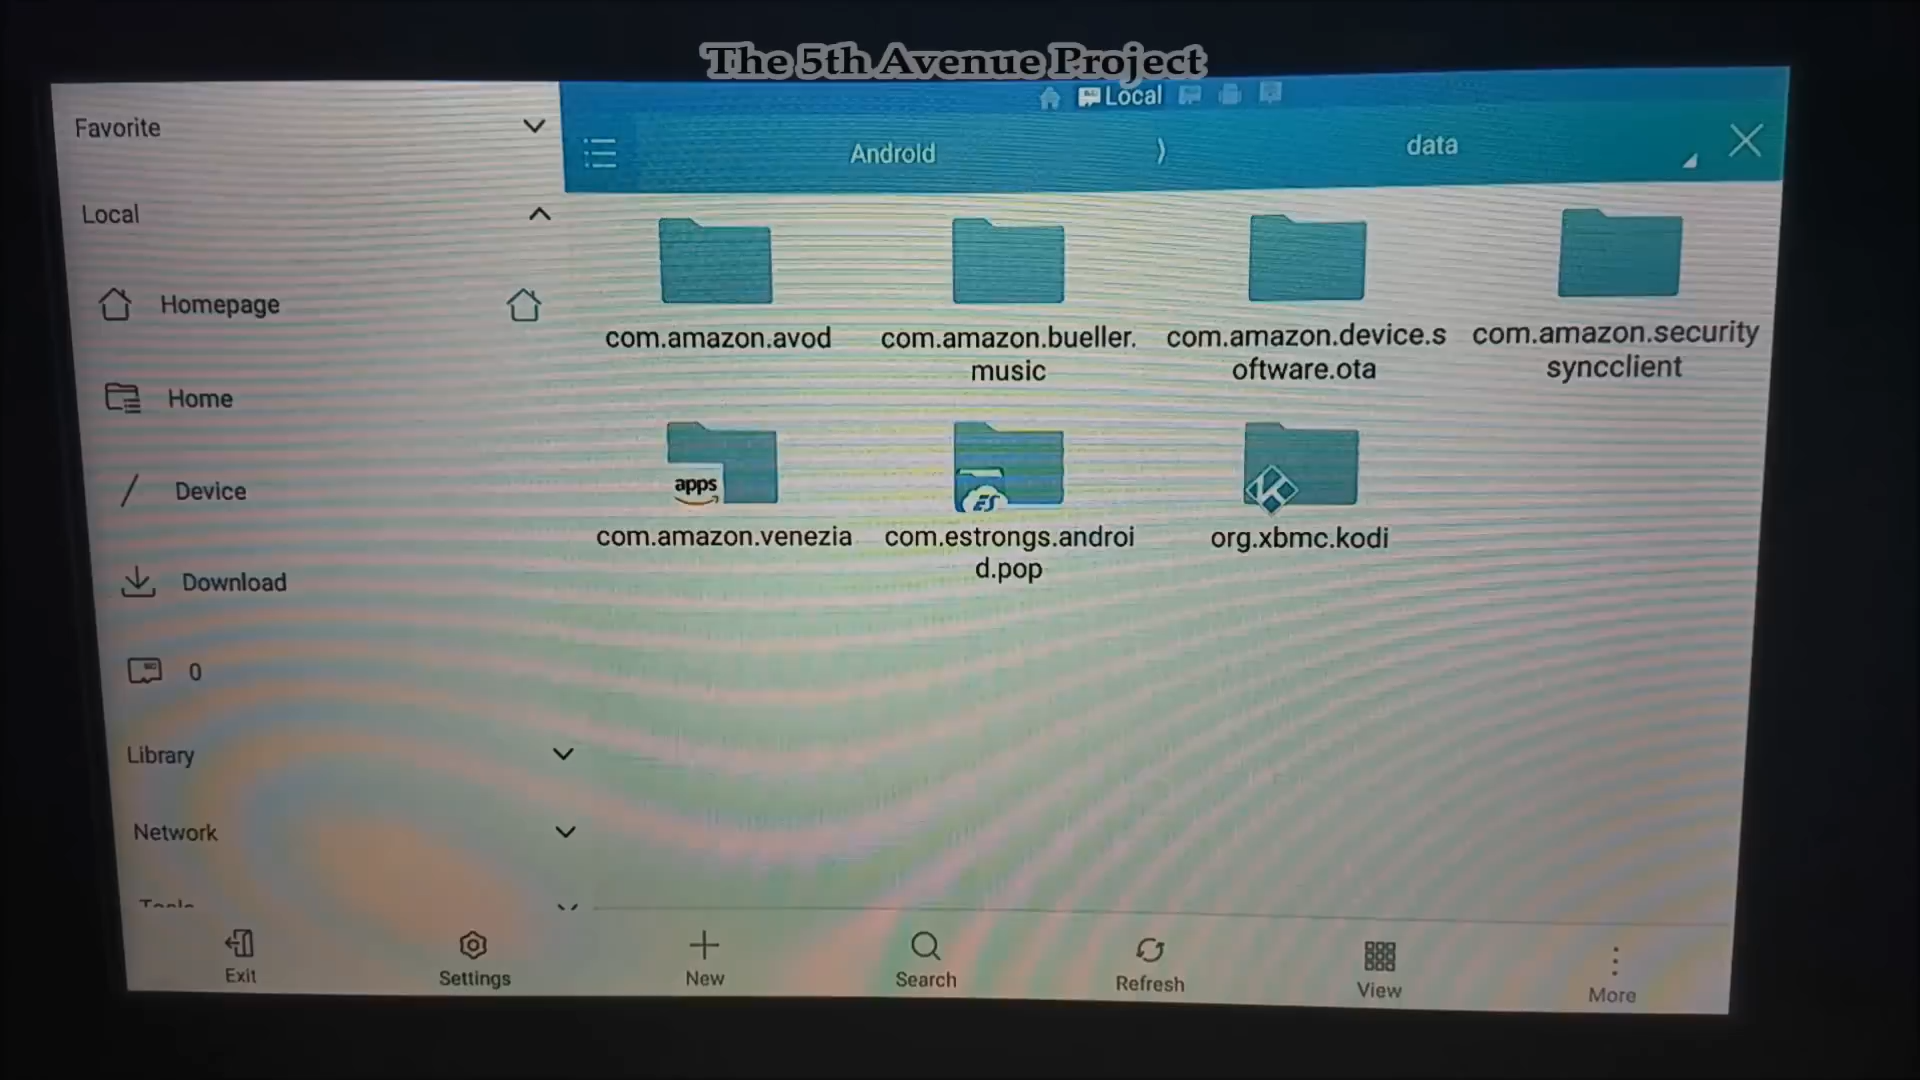 The 5th Avenue Project
Favorite
Local
Homepage
Home
Device
Download
0
Library
Network
Tools
Exit
Settings
Local
Android
data
com.amazon.avod
com.amazon.bueller.
music
com.amazon.device.s
oftware.ota
com.amazon.security
syncclient
apps
com.amazon.venezia
ES
com.estrongs.androi
d.pop
org.xbmc.kodi
New
Search
Refresh
View
More